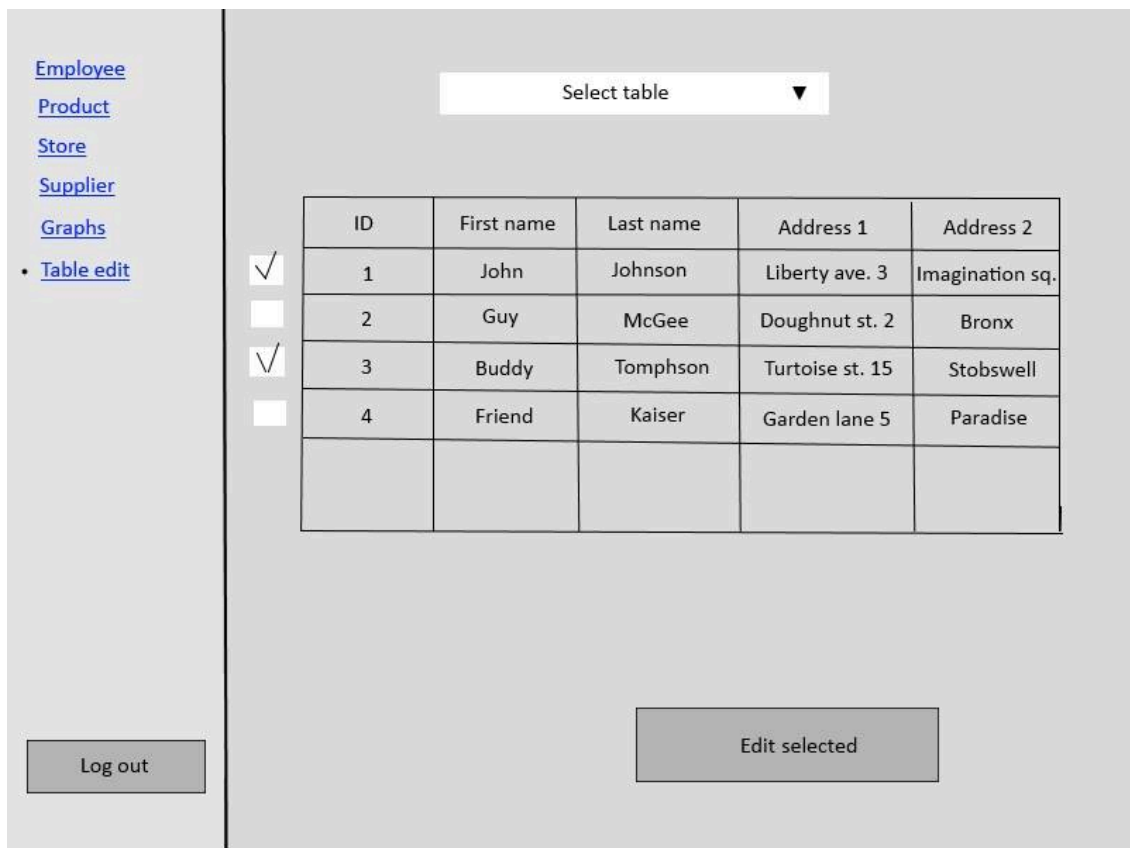 Employee
Product
Store
Supplier
Graphs
• Table edit
Log out
Select table ▼
ID First name Last name Address 1 Address 2
1 John Johnson Liberty ave. 3 Imagination sq.
2 Guy McGee Doughnut st. 2 Bronx
3 Buddy Tomphson Turtoise st. 15 Stobswell
4 Friend Kaiser Garden lane 5 Paradise
Edit selected